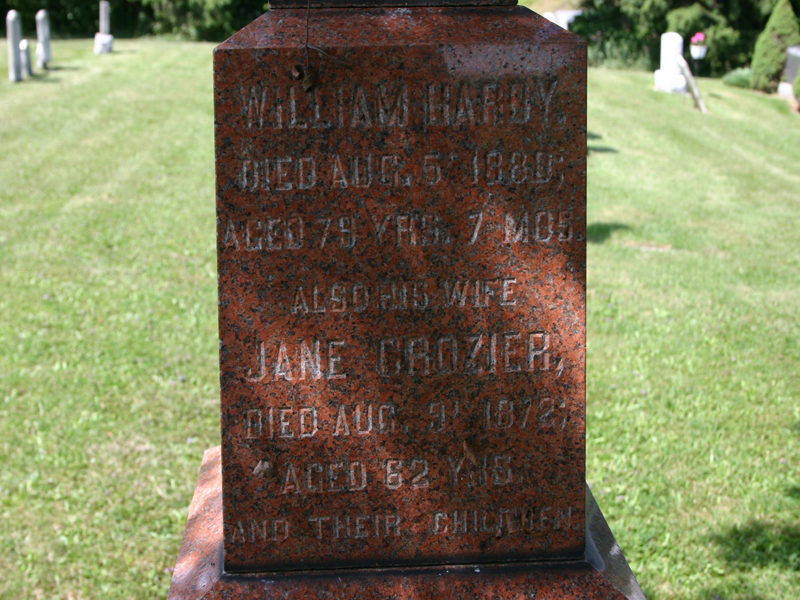 WILLIAM HARDY,
DIED AUG. 5, 1889;
AGED 79 YRS. 7 MOS.
ALSO HIS WIFE
JANE CROZIER,
DIED AUG. 9, 1872;
AGED 62 YRS.
AND THEIR CHILDREN.